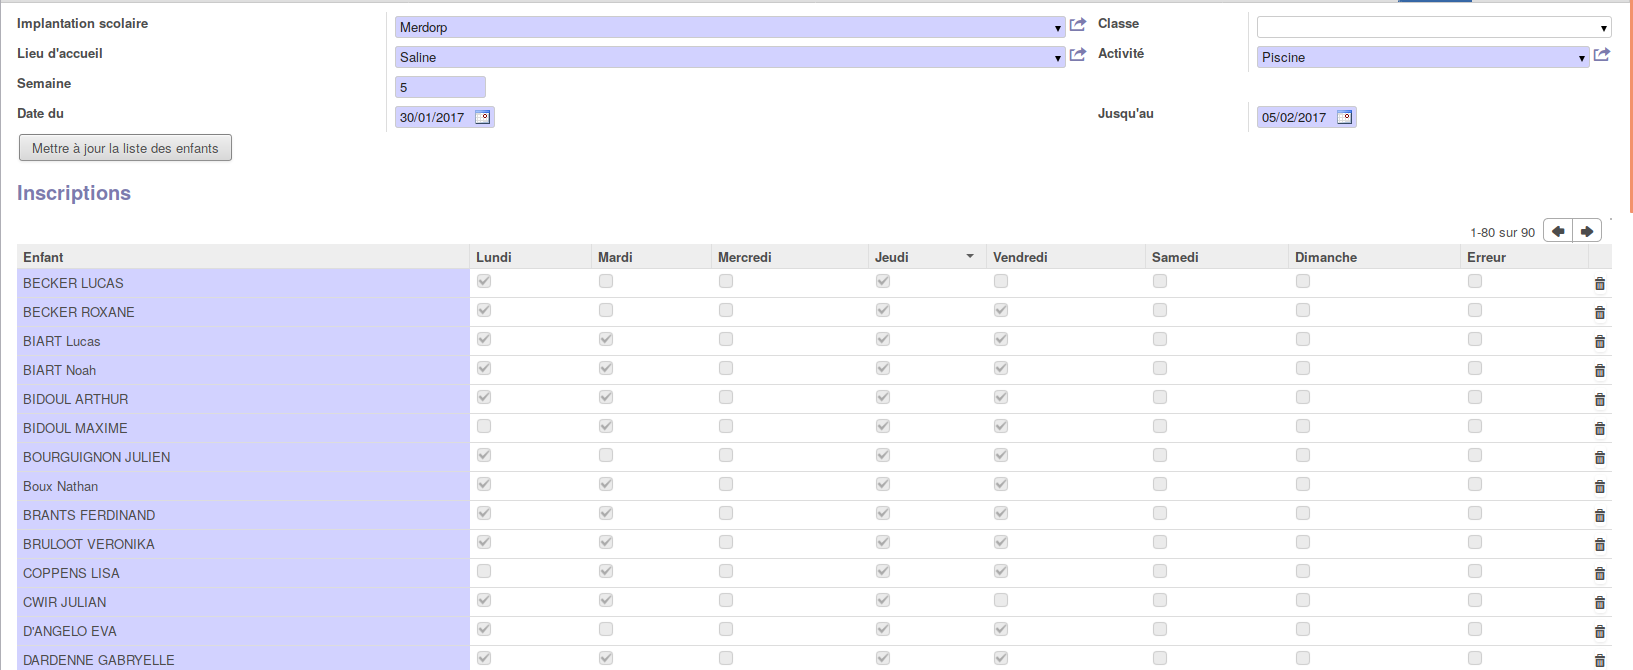 Implantation scolaire Merdorp Classe
Lieu d'accueil Saline Activité Piscine
Semaine 5
Date du 30/01/2017 Jusqu'au 05/02/2017
Mettre à jour la liste des enfants
Inscriptions
1-80 sur 90
Enfant Lundi Mardi Mercredi Jeudi Vendredi Samedi Dimanche Erreur
BECKER LUCAS
BECKER ROXANE
BIART Lucas
BIART Noah
BIDOUL ARTHUR
BIDOUL MAXIME
BOURGUIGNON JULIEN
Boux Nathan
BRANTS FERDINAND
BRULOOT VERONIKA
COPPENS LISA
CWIR JULIAN
D'ANGELO EVA
DARDENNE GABRYELLE